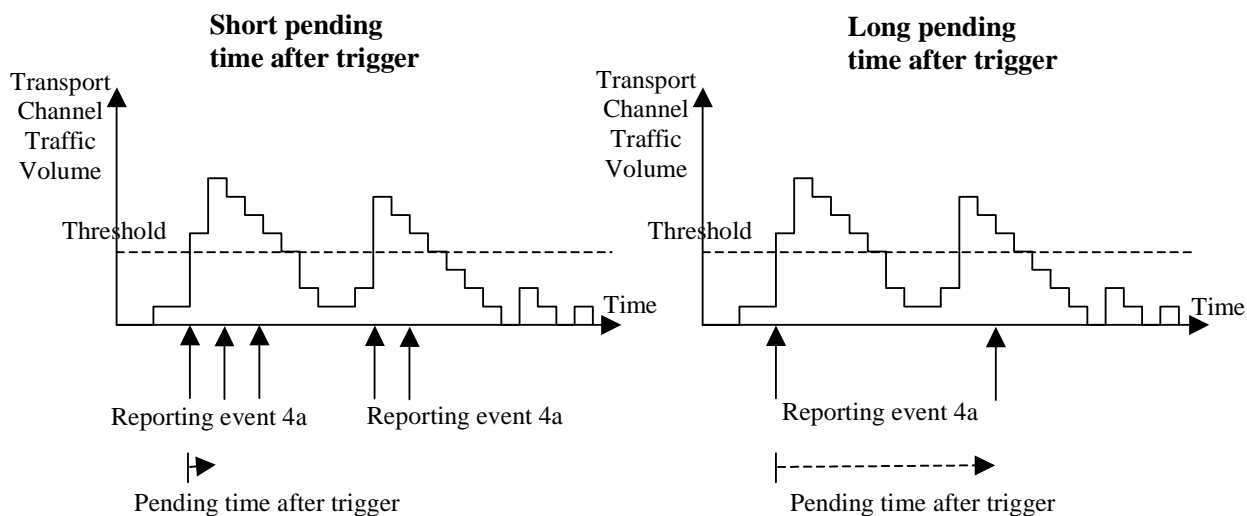 Short pending
time after trigger
Transport
Channel
Traffic
Volume
Threshold
Time
Reporting event 4a
Reporting event 4a
Pending time after trigger
Long pending
time after trigger
Transport
Channel
Traffic
Volume
Threshold
Time
Reporting event 4a
Pending time after trigger